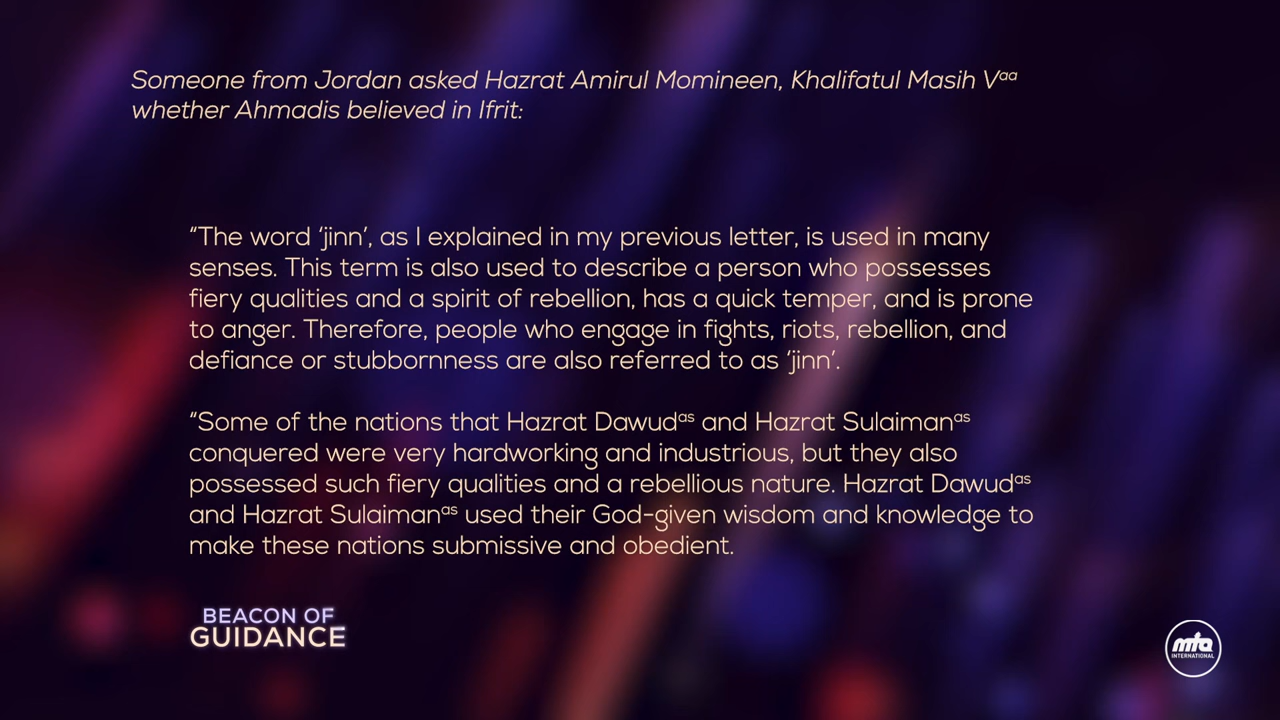 Someone from Jordan asked Hazrat Amirul Momineen, Khalifatul Masih Vaa
whether Ahmadis believed in Ifrit:
“The word ‘jinn’, as I explained in my previous letter, is used in many
senses. This term is also used to describe a person who possesses
fiery qualities and a spirit of rebellion, has a quick temper, and is prone
to anger. Therefore, people who engage in fights, riots, rebellion, and
defiance or stubbornness are also referred to as ‘jinn’.
“Some of the nations that Hazrat Dawudas and Hazrat Sulaimanas
conquered were very hardworking and industrious, but they also
possessed such fiery qualities and a rebellious nature. Hazrat Dawudas
and Hazrat Sulaimanas used their God-given wisdom and knowledge to
make these nations submissive and obedient.
BEACON OF
GUIDANCE
mta
INTERNATIONAL